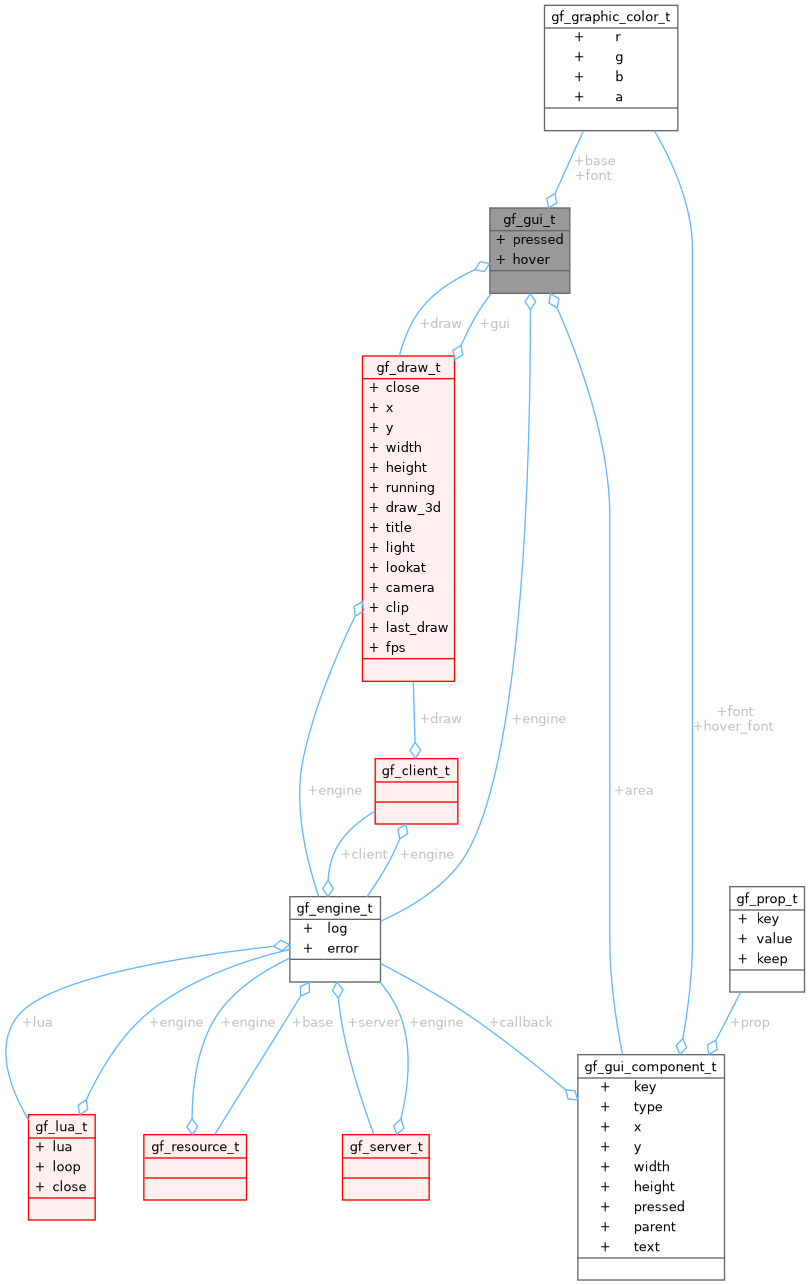 gf_graphic_color_t
+ r
+ g
+ b
+ a
+base
+font
gf_gui_t
+ pressed
+ hover
+draw
+gui
gf_draw_t
+ close
+ x
+ y
+ width
+ height
+ running
+ draw_3d
+ title
+ light
+ lookat
+ camera
+ clip
+ last_draw
+ fps
+font
+hover_font
+draw
+engine
gf_client_t
+engine
+area
+client
+engine
gf_prop_t
+ key
+ value
+ keep
gf_engine_t
+ log
+ error
+lua
+engine
+engine
+base
+server
+engine
+callback
+prop
gf_gui_component_t
+ key
+ type
+ x
+ y
+ width
+ height
+ pressed
+ parent
+ text
gf_lua_t
+ lua
+ loop
+ close
gf_resource_t
gf_server_t